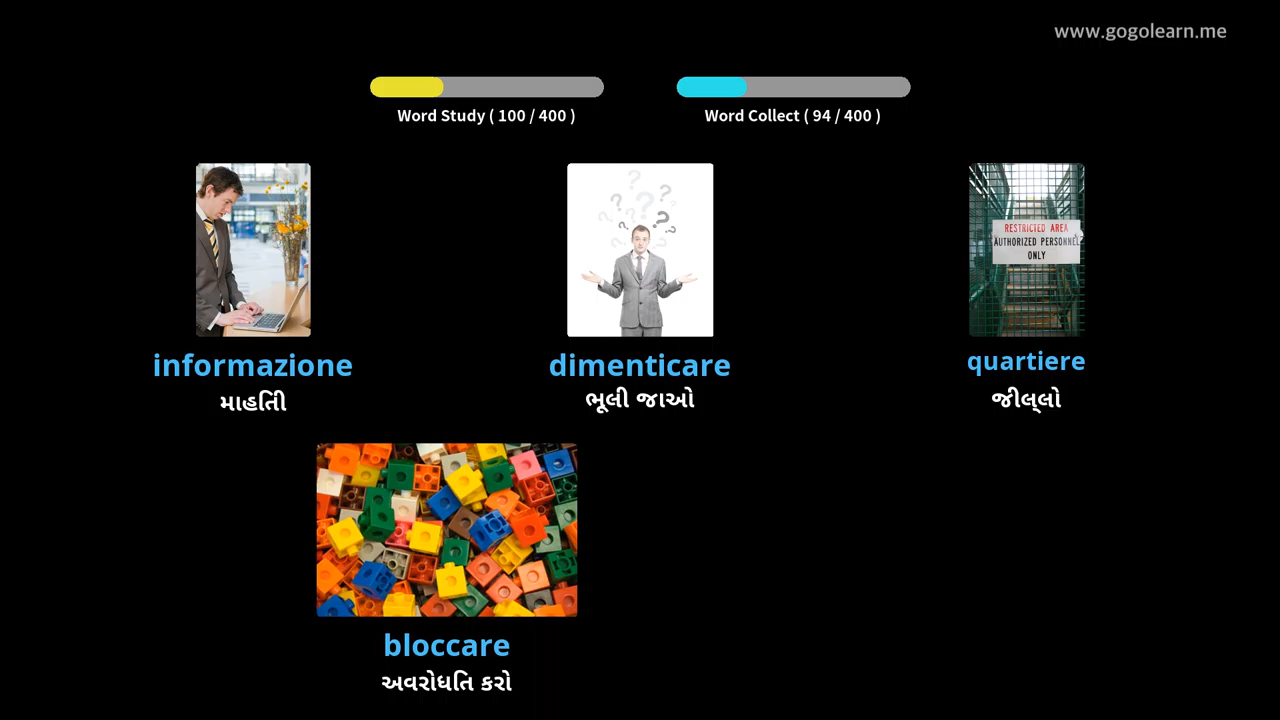 www.gogolearn.me
Word Study ( 100 / 400 )
Word Collect ( 94 / 400 )
RESTRICTED AREA
AUTHORIZED PERSONNEL
ONLY
informazione
dimenticare
quartiere
માહિતી
ભૂલી જાઓ
જીલ્લો
bloccare
અવરોધિત કરો